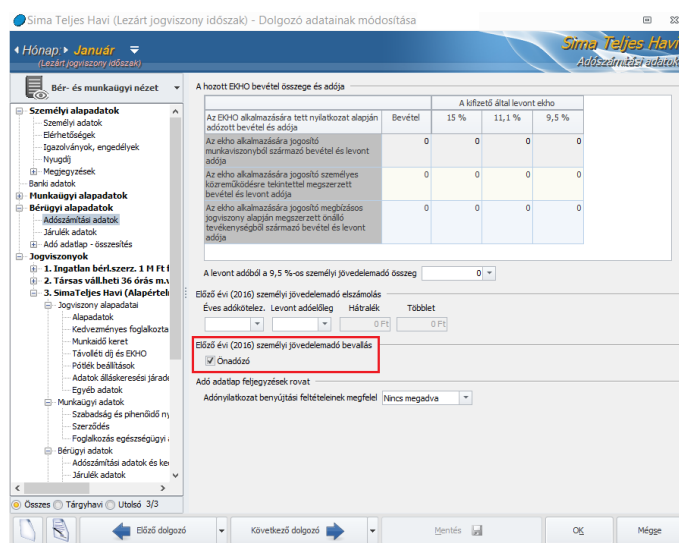 Sima Teljes Havi (Lezárt jogviszony időszak) - Dolgozó adatainak módosítása
Hónap: Január
(Lezárt jogviszony időszak)
Sima Teljes Havi
Adószámítási adatok
Bér- és munkaügyi nézet
Személyi alapadatok
Személyi adatok
Elérhetőségek
Igazolványok, engedélyek
Nyugdíj
Megjegyzések
Banki adatok
Munkaügyi alapadatok
Bérügyi alapadatok
Adószámítási adatok
Járulék adatok
Adó adatlap - összesítés
Jogviszonyok
1. Ingatlan bérl.szerz. 1 M Ft
2. Társas váll.heti 36 órás m.v
3. SimaTeljes Havi (Alapértel
Jogviszony alapadatai
Alapadatok
Kedvezményes foglalkozta
Munkaidő keret
Távolléti díj és EKHO
Pótlék beállítások
Adatok álláskeresési járadé
Egyéb adatok
Munkaügyi adatok
Szabadság és pihenőidő ny
Szerződés
Foglalkozás egészségügyi
Bérügyi adatok
Adószámítási adatok és ke
Járulék adatok
Összes Tárgyhavi Utolsó 3/3
A hozott EKHO bevétel összege és adója
A kifizető által levont ekho
Az EKHO alkalmazására tett nyilatkozat alapján adózott bevétel és adója Bevétel 15 % 11,1 % 9,5 %
Az ekho alkalmazására jogosító munkaviszonyból származó bevétel és levont adója 0 0 0 0
Az ekho alkalmazására jogosító személyes közreműködésre tekintettel megszerzett bevétel és levont adója 0 0 0 0
Az ekho alkalmazására jogosító megbízásos jogviszony alapján megszerzett önálló tevékenységből származó bevétel és levont adója 0 0 0 0
A levont adóból a 9,5 %-os személyi jövedelemadó összeg 0
Előző évi (2016) személyi jövedelemadó elszámolás
Éves adókötelez. Levont adóelőleg Hátralék Többlet
0 Ft 0 Ft
Előző évi (2016) személyi jövedelemadó bevallás
Önadózó
Adó adatlap feljegyzések rovat
Adónyilatkozat benyújtási feltételeinek megfelel Nincs megadva
Előző dolgozó
Következő dolgozó
Mentés
OK
Mégse